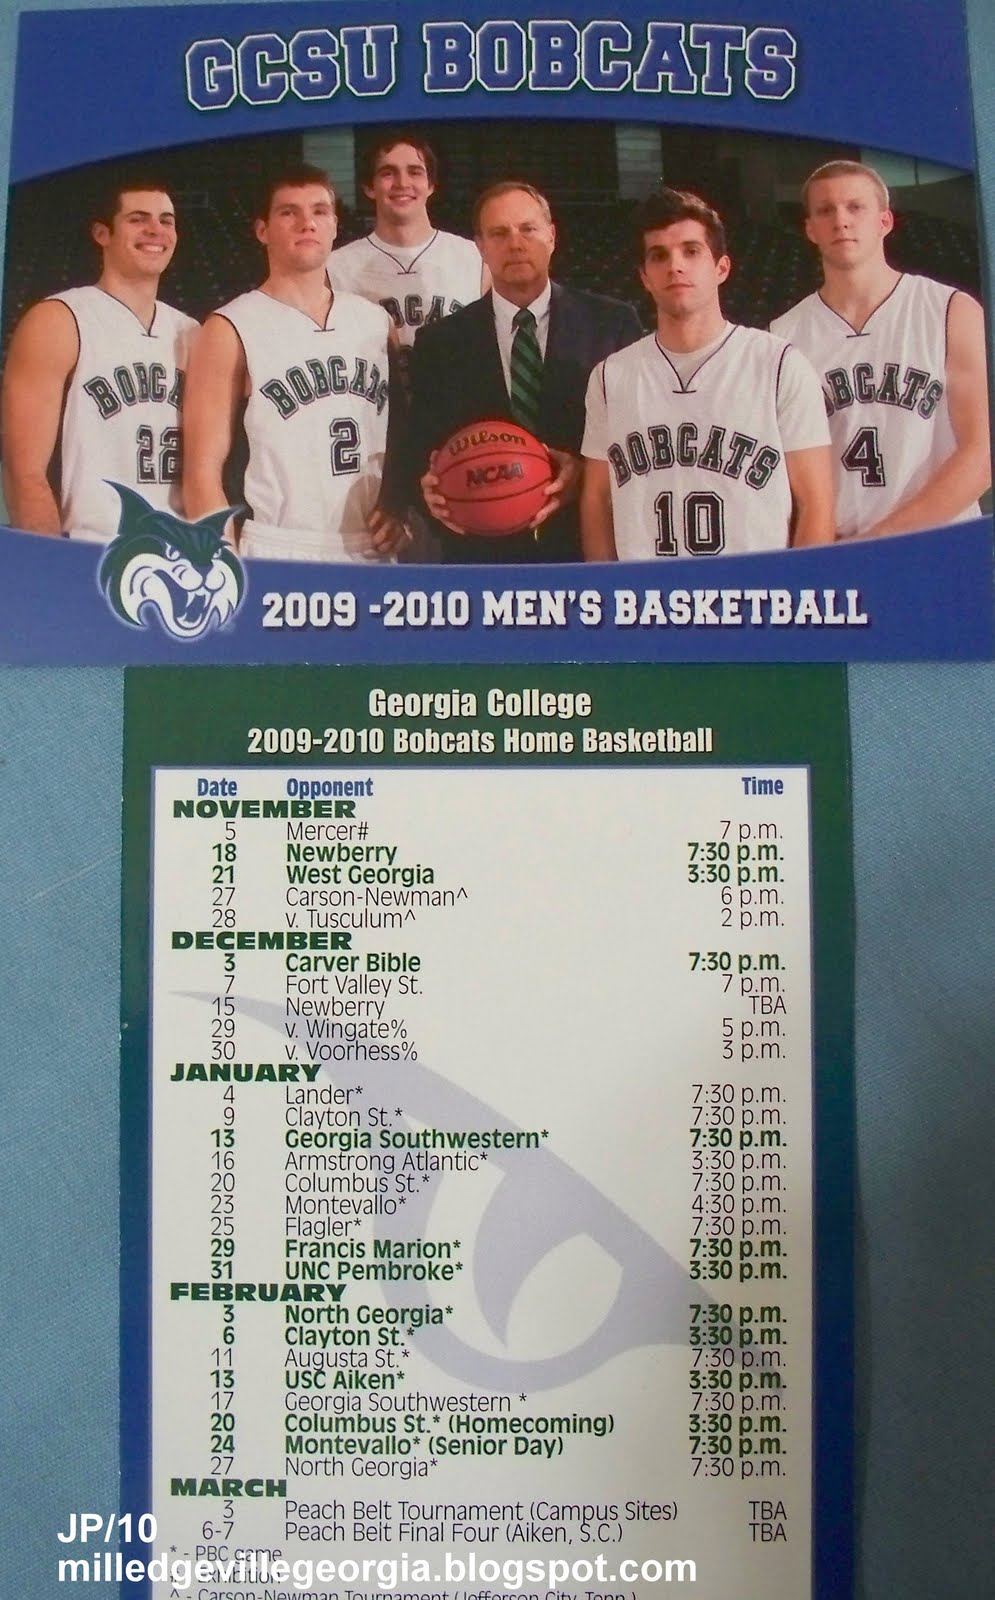 GCSU BOBCATS
BOBCA
22
BOBCATS
2
BCA
Wilson
NCAA
BOBCATS
10
BCATS
4
2009 -2010 MEN'S BASKETBALL
Georgia College
2009-2010 Bobcats Home Basketball
Date Opponent Time
NOVEMBER
5 Mercer# 7 p.m.
18 Newberry 7:30 p.m.
21 West Georgia 3:30 p.m.
27 Carson-Newman^ 6 p.m.
28 v. Tusculum^ 2 p.m.
DECEMBER
3 Carver Bible 7:30 p.m.
7 Fort Valley St. 7 p.m.
15 Newberry TBA
29 v. Wingate% 5 p.m.
30 v. Voorhess% 3 p.m.
JANUARY
4 Lander* 7:30 p.m.
9 Clayton St.* 7:30 p.m.
13 Georgia Southwestern* 7:30 p.m.
16 Armstrong Atlantic* 3:30 p.m.
20 Columbus St.* 7:30 p.m.
23 Montevallo* 4:30 p.m.
25 Flagler* 7:30 p.m.
29 Francis Marion* 7:30 p.m.
31 UNC Pembroke* 3:30 p.m.
FEBRUARY
3 North Georgia* 7:30 p.m.
6 Clayton St.* 3:30 p.m.
11 Augusta St.* 7:30 p.m.
13 USC Aiken* 3:30 p.m.
17 Georgia Southwestern * 7:30 p.m.
20 Columbus St.* (Homecoming) 3:30 p.m.
24 Montevallo* (Senior Day) 7:30 p.m.
27 North Georgia* 7:30 p.m.
MARCH
3 Peach Belt Tournament (Campus Sites) TBA
6-7 Peach Belt Final Four (Aiken, S.C.) TBA
* - PBC game
JP/10
milledgevillegeorgia.blogspot.com
^ - Carson-Newman Tournament (Jefferson City, Tenn.)